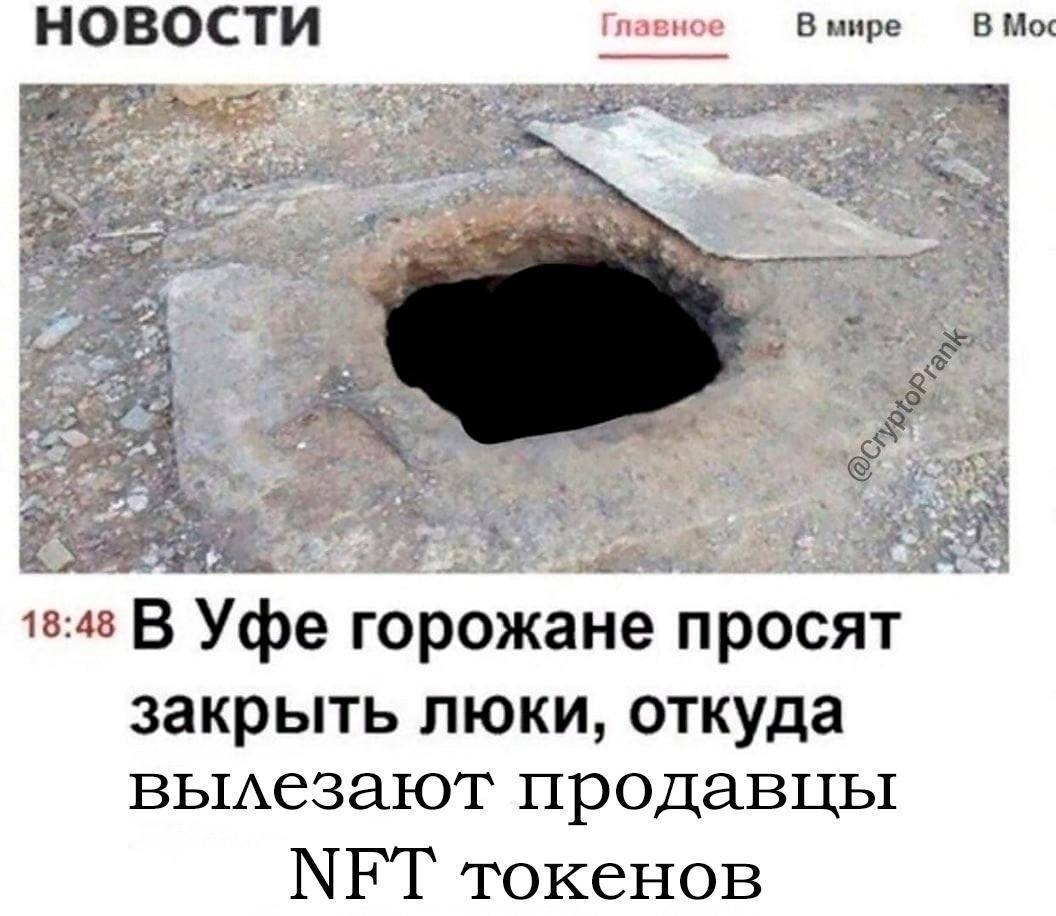 НОВОСТИ
Главное В мире В Мос
@CryptoPrank
18:48 В Уфе горожане просят
закрыть люки, откуда
вылезают продавцы
NFT токенов